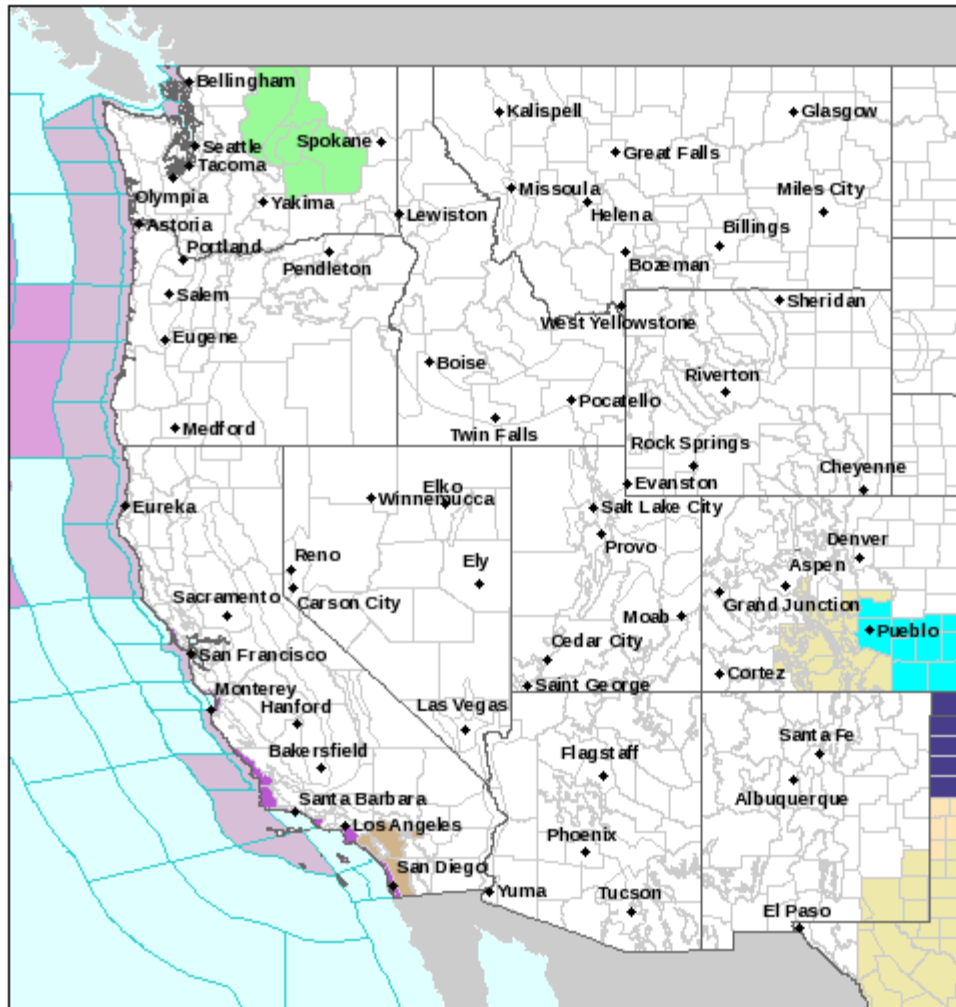 Bellingham
Kalispell
Glasgow
Seattle
Spokane
Great Falls
Tacoma
Missoula
Miles City
Olympia
Yakima
Lewiston
Helena
Astoria
Billings
Portland
Pendleton
Bozeman
Salem
Sheridan
West Yellowstone
Eugene
Boise
Riverton
Pocatello
Medford
Twin Falls
Rock Springs
Cheyenne
Elko
Evanston
Winnemucca
Eureka
Salt Lake City
Provo
Denver
Reno
Ely
Aspen
Sacramento
Carson City
Grand Junction
Moab
Pueblo
Cedar City
San Francisco
Cortez
Saint George
Monterey
Hanford
Las Vegas
Santa Fe
Bakersfield
Flagstaff
Albuquerque
Santa Barbara
Los Angeles
Phoenix
San Diego
Yuma
Tucson
El Paso